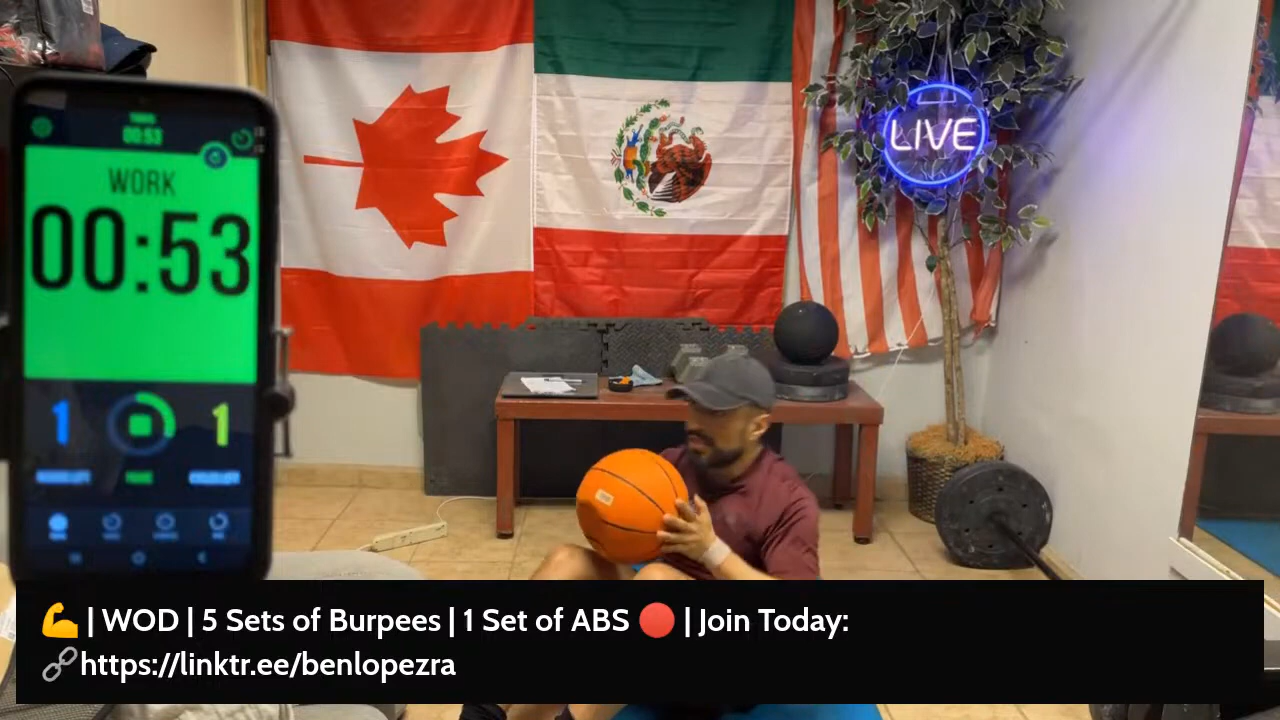 00:53
WORK
00:53
1
1
LIVE
💪 | WOD | 5 Sets of Burpees | 1 Set of ABS 🔴 | Join Today:
🔗https://linktr.ee/benlopezra